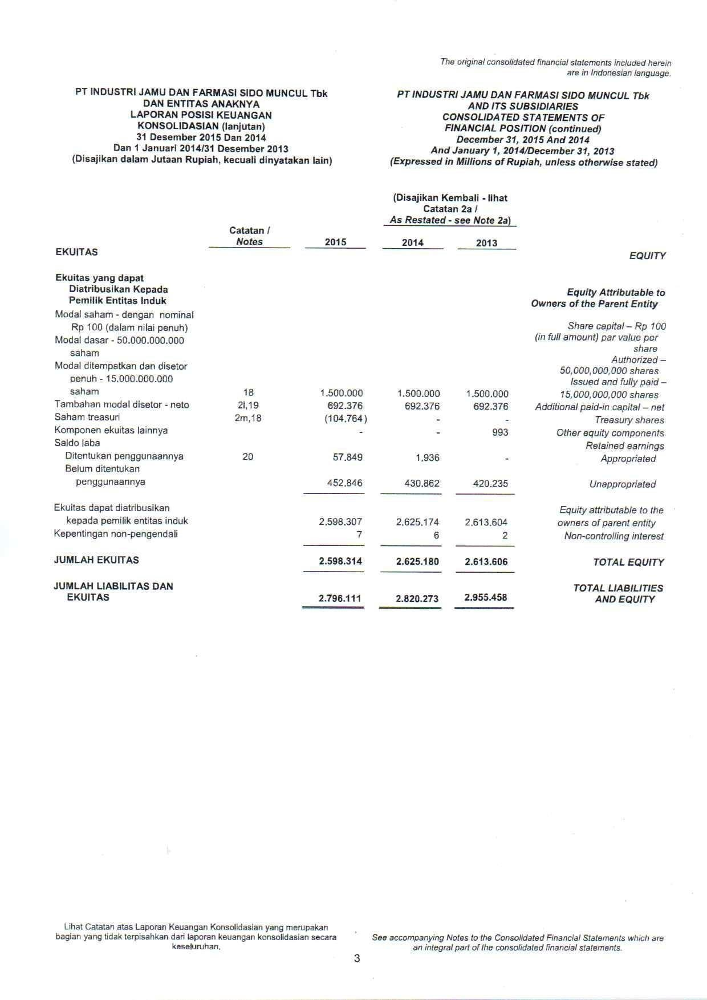 The original consolidated financial statements included herein
are in Indonesian language.
PT INDUSTRI JAMU DAN FARMASI SIDO MUNCUL Tbk
DAN ENTITAS ANAKNYA
LAPORAN POSISI KEUANGAN
KONSOLIDASIAN (lanjutan)
31 Desember 2015 Dan 2014
Dan 1 Januari 2014/31 Desember 2013
(Disajikan dalam Jutaan Rupiah, kecuali dinyatakan lain)
PT INDUSTRI JAMU DAN FARMASI SIDO MUNCUL Tbk
AND ITS SUBSIDIARIES
CONSOLIDATED STATEMENTS OF
FINANCIAL POSITION (continued)
December 31, 2015 And 2014
And January 1, 2014/December 31, 2013
(Expressed in Millions of Rupiah, unless otherwise stated)
(Disajikan Kembali - lihat
Catatan 2a /
As Restated - see Note 2a)
Catatan /
Notes 2015 2014 2013
EKUITAS EQUITY
Ekuitas yang dapat
Diatribusikan Kepada Equity Attributable to
Pemilik Entitas Induk Owners of the Parent Entity
Modal saham - dengan nominal
Rp 100 (dalam nilai penuh) Share capital – Rp 100
Modal dasar - 50.000.000.000 (in full amount) par value per
saham share
Authorized –
Modal ditempatkan dan disetor 50,000,000,000 shares
penuh - 15.000.000.000 Issued and fully paid –
saham 18 1.500.000 1.500.000 1.500.000 15,000,000,000 shares
Tambahan modal disetor - neto 2l,19 692.376 692.376 692.376 Additional paid-in capital – net
Saham treasuri 2m,18 (104.764) - - Treasury shares
Komponen ekuitas lainnya - - 993 Other equity components
Saldo laba Retained earnings
Ditentukan penggunaannya 20 57.849 1.936 - Appropriated
Belum ditentukan
penggunaannya 452.846 430.862 420.235 Unappropriated
Ekuitas dapat diatribusikan Equity attributable to the
kepada pemilik entitas induk 2.598.307 2.625.174 2.613.604 owners of parent entity
Kepentingan non-pengendali 7 6 2 Non-controlling interest
JUMLAH EKUITAS 2.598.314 2.625.180 2.613.606 TOTAL EQUITY
JUMLAH LIABILITAS DAN TOTAL LIABILITIES
EKUITAS 2.796.111 2.820.273 2.955.458 AND EQUITY
Lihat Catatan atas Laporan Keuangan Konsolidasian yang merupakan
bagian yang tidak terpisahkan dari laporan keuangan konsolidasian secara
keseluruhan.
See accompanying Notes to the Consolidated Financial Statements which are
an integral part of the consolidated financial statements.
3